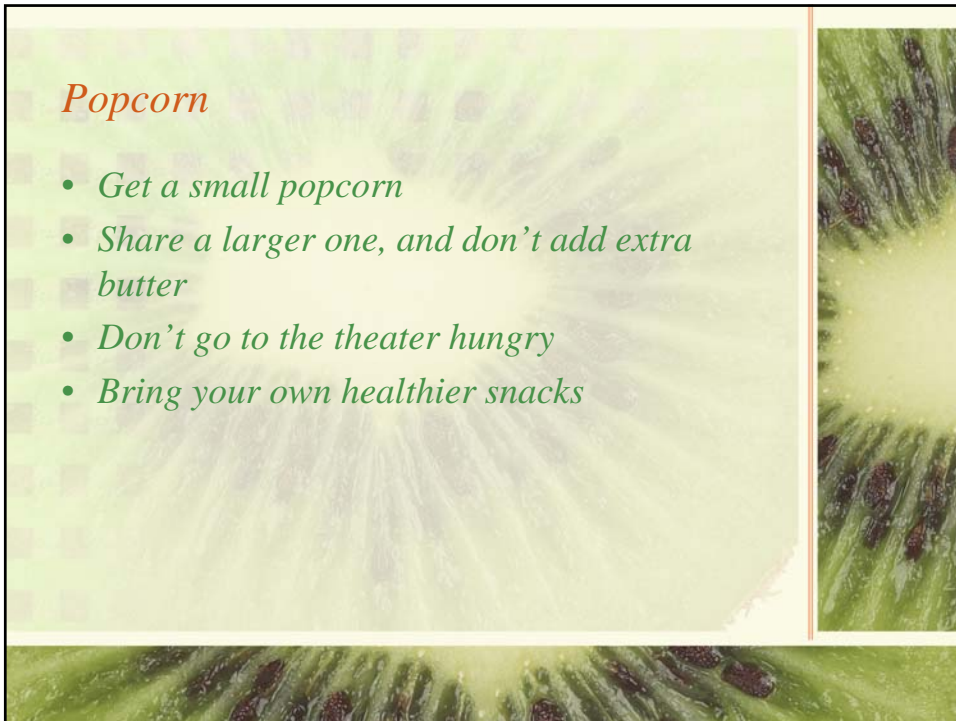 Popcorn
• Get a small popcorn
• Share a larger one, and don’t add extra
butter
• Don’t go to the theater hungry
• Bring your own healthier snacks